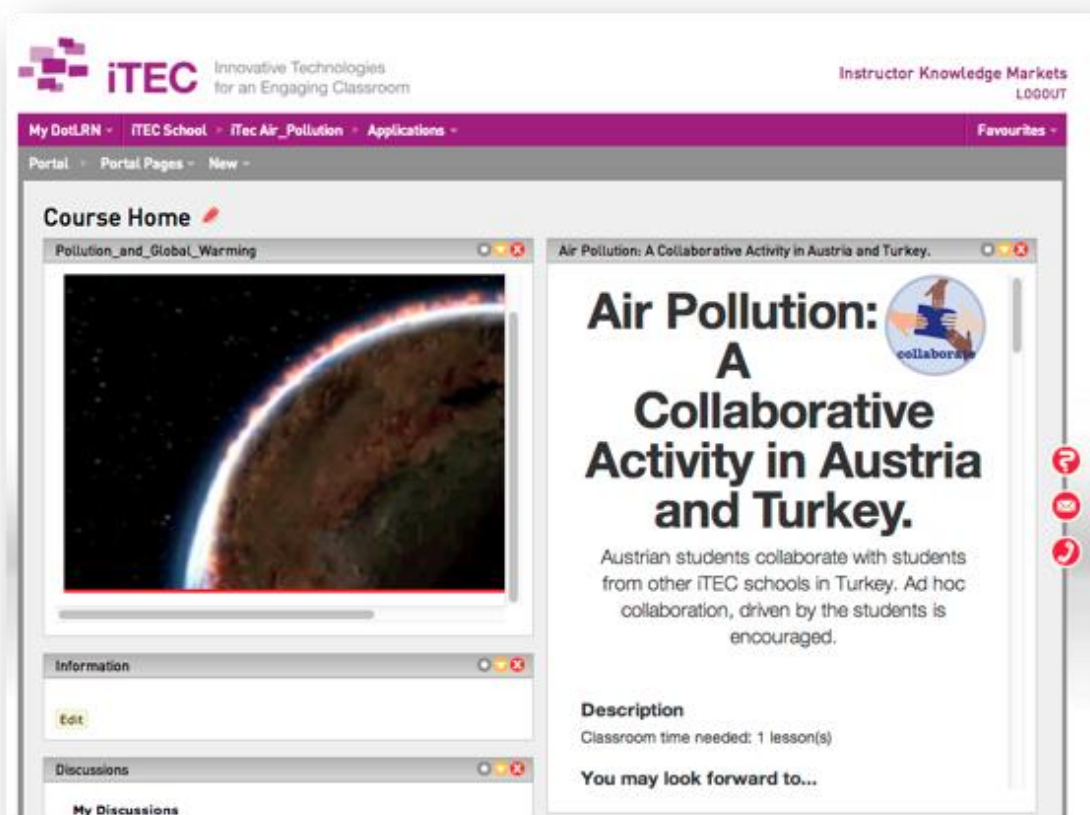 iTEC
Innovative Technologies
for an Engaging Classroom
Instructor Knowledge Markets
LOGOUT
My DotLRN
iTEC School
iTec Air_Pollution
Applications
Favourites
Portal
Portal Pages
New
Course Home
Pollution_and_Global_Warming
Air Pollution: A Collaborative Activity in Austria and Turkey.
Air Pollution:
A
Collaborative
Activity in Austria
and Turkey.
collaborate
Austrian students collaborate with students
from other iTEC schools in Turkey. Ad hoc
collaboration, driven by the students is
encouraged.
Description
Classroom time needed: 1 lesson(s)
You may look forward to...
Information
Edit
Discussions
My Discussions